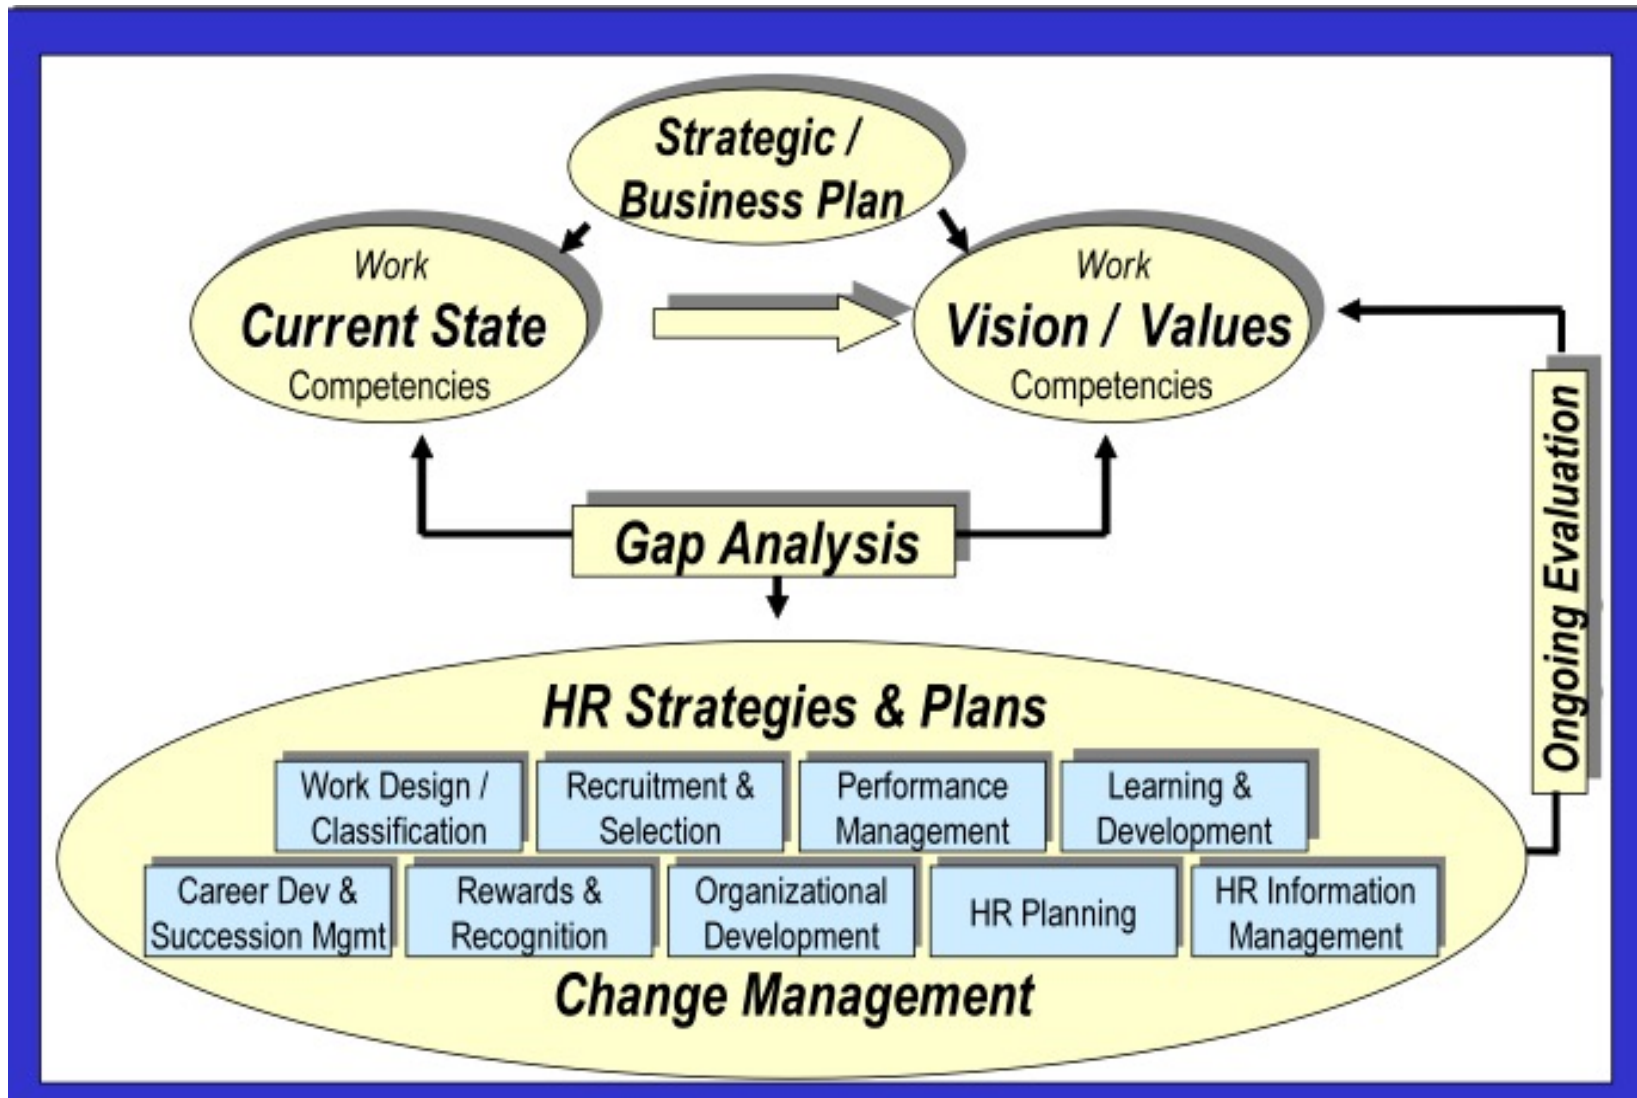 Strategic /
Business Plan
Work
Current State
Competencies
Work
Vision / Values
Competencies
Gap Analysis
Ongoing Evaluation
HR Strategies & Plans
Work Design /
Classification
Recruitment &
Selection
Performance
Management
Learning &
Development
Career Dev &
Succession Mgmt
Rewards &
Recognition
Organizational
Development
HR Planning
HR Information
Management
Change Management